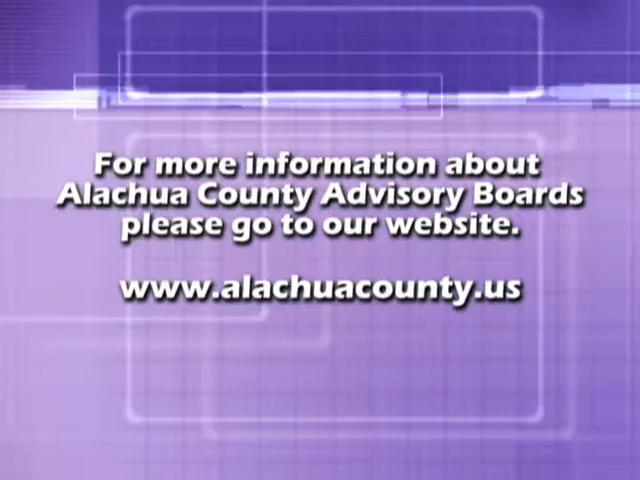 For more information about
Alachua County Advisory Boards
please go to our website.
www.alachuacounty.us